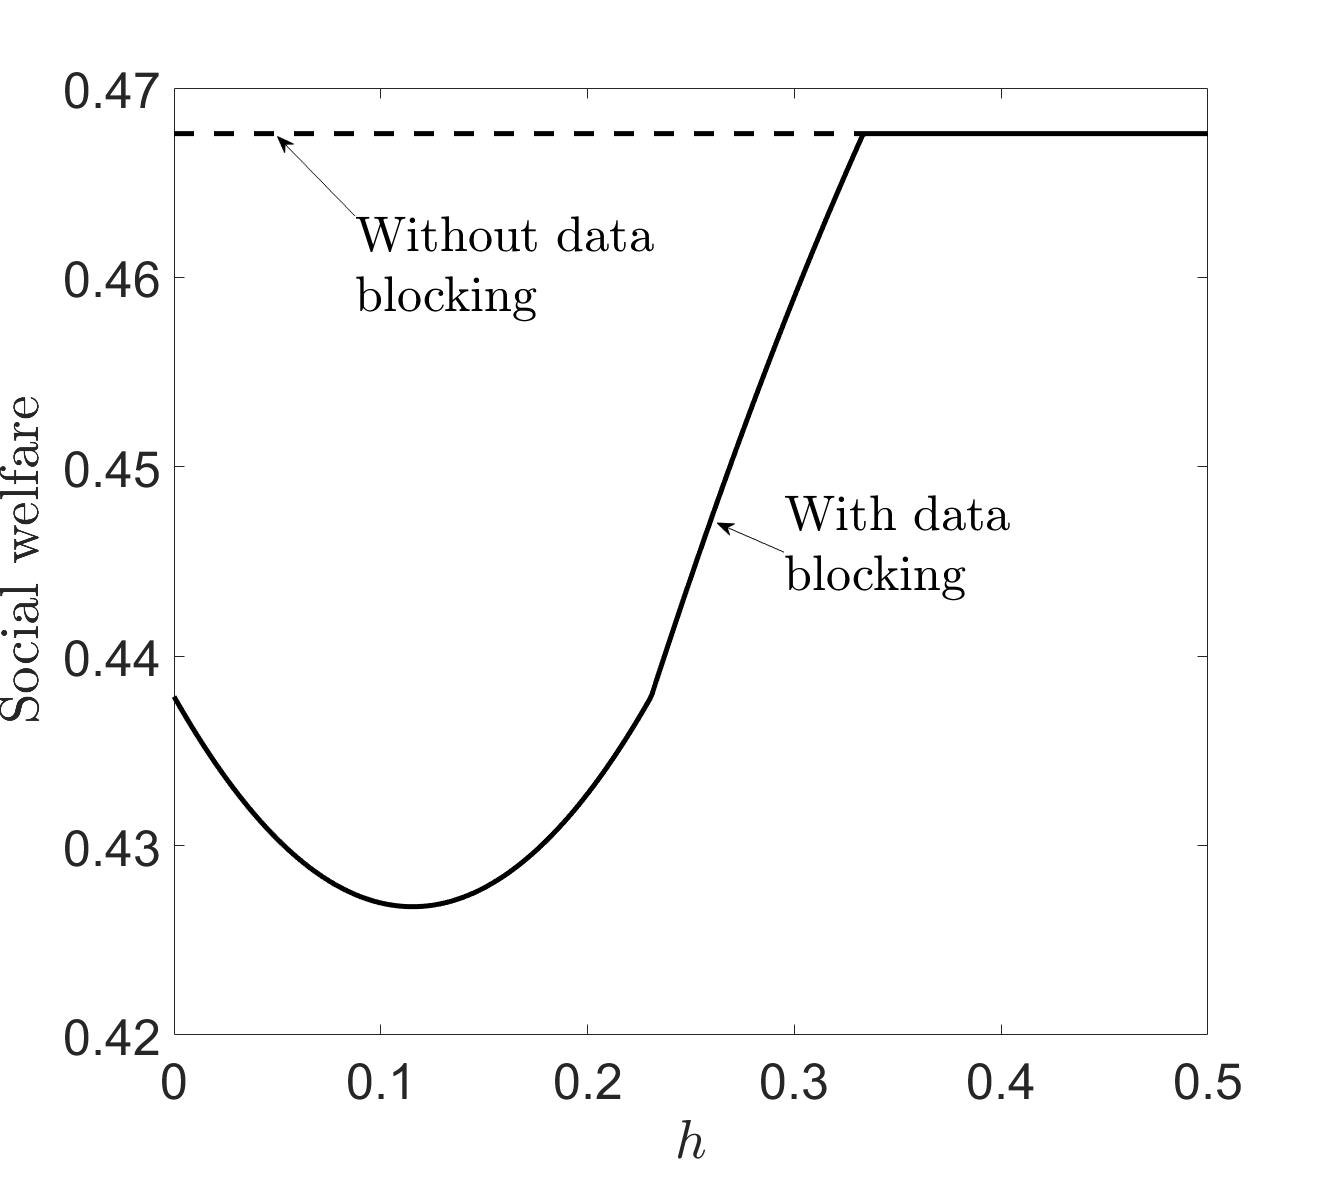 0.47
0.46
0.45
0.44
0.43
0.42
Social welfare
Without data
blocking
With data
blocking
0 0.1 0.2 0.3 0.4 0.5
h